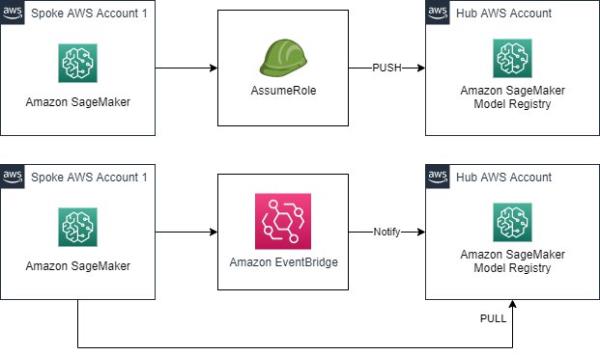 aws
Spoke AWS Account 1
Amazon SageMaker
AssumeRole
PUSH
aws
Hub AWS Account
Amazon SageMaker
Model Registry
aws
Spoke AWS Account 1
Amazon SageMaker
Amazon EventBridge
Notify
aws
Hub AWS Account
Amazon SageMaker
Model Registry
PULL